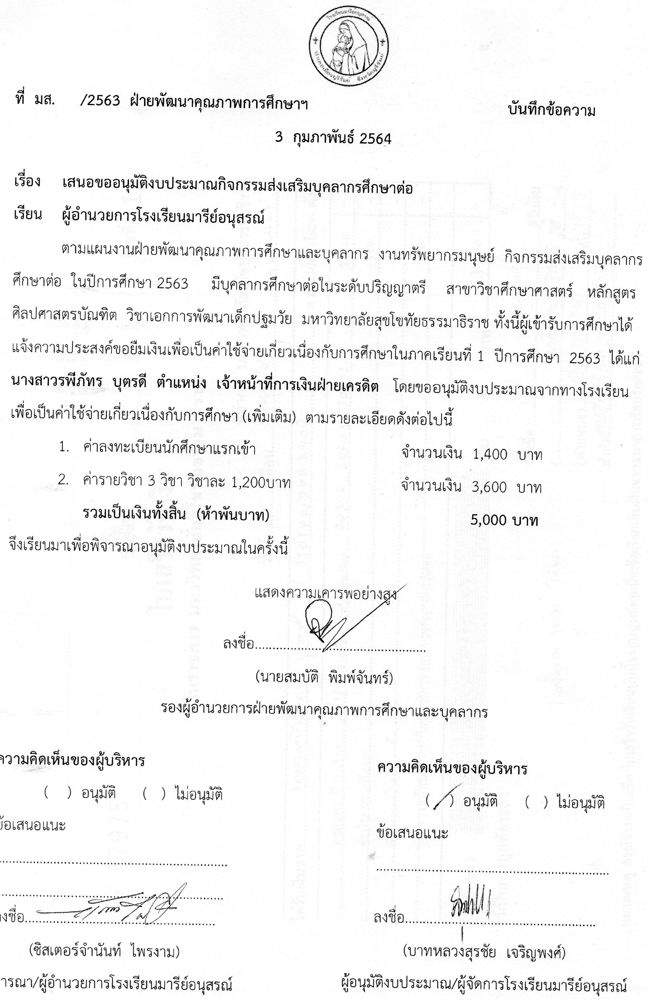 ที่ มส. /2563 ฝ่ายพัฒนาคุณภาพการศึกษาฯ
บันทึกข้อความ
3 กุมภาพันธ์ 2564
เรื่อง เสนอขออนุมัติงบประมาณกิจกรรมส่งเสริมบุคลากรศึกษาต่อ
เรียน ผู้อำนวยการโรงเรียนมารีย์อนุสรณ์
ตามแผนงานฝ่ายพัฒนาคุณภาพการศึกษาและบุคลากร งานทรัพยากรมนุษย์ กิจกรรมส่งเสริมบุคลากร
ศึกษาต่อ ในปีการศึกษา 2563 มีบุคลากรศึกษาต่อในระดับปริญญาตรี สาขาวิชาศึกษาศาสตร์ หลักสูตร
ศิลปศาสตรบัณฑิต วิชาเอกการพัฒนาเด็กปฐมวัย มหาวิทยาลัยสุขโขทัยธรรมาธิราช ทั้งนี้ผู้เข้ารับการศึกษาได้
แจ้งความประสงค์ขอยืมเงินเพื่อเป็นค่าใช้จ่ายเกี่ยวเนื่องกับการศึกษาในภาคเรียนที่ 1 ปีการศึกษา 2563 ได้แก่
นางสาวรพีภัทร บุตรดี ตำแหน่ง เจ้าหน้าที่การเงินฝ่ายเครดิต โดยขออนุมัติงบประมาณจากทางโรงเรียน
เพื่อเป็นค่าใช้จ่ายเกี่ยวเนื่องกับการศึกษา (เพิ่มเติม) ตามรายละเอียดดังต่อไปนี้
1. ค่าลงทะเบียนนักศึกษาแรกเข้า จำนวนเงิน 1,400 บาท
2. ค่ารายวิชา 3 วิชา วิชาละ 1,200บาท จำนวนเงิน 3,600 บาท
รวมเป็นเงินทั้งสิ้น (ห้าพันบาท) 5,000 บาท
จึงเรียนมาเพื่อพิจารณาอนุมัติงบประมาณในครั้งนี้
แสดงความเคารพอย่างสูง
ลงชื่อ................................................
(นายสมบัติ พิมพ์จันทร์)
รองผู้อำนวยการฝ่ายพัฒนาคุณภาพการศึกษาและบุคลากร
ความคิดเห็นของผู้บริหาร
( ) อนุมัติ ( ) ไม่อนุมัติ
ข้อเสนอแนะ
ลงชื่อ................................................
(ซิสเตอร์จำนันท์ ไพรงาม)
ารณา/ผู้อำนวยการโรงเรียนมารีย์อนุสรณ์
ความคิดเห็นของผู้บริหาร
( / ) อนุมัติ ( ) ไม่อนุมัติ
ข้อเสนอแนะ
ลงชื่อ................................................
(บาทหลวงสุรชัย เจริญพงศ์)
ผู้อนุมัติงบประมาณ/ผู้จัดการโรงเรียนมารีย์อนุสรณ์